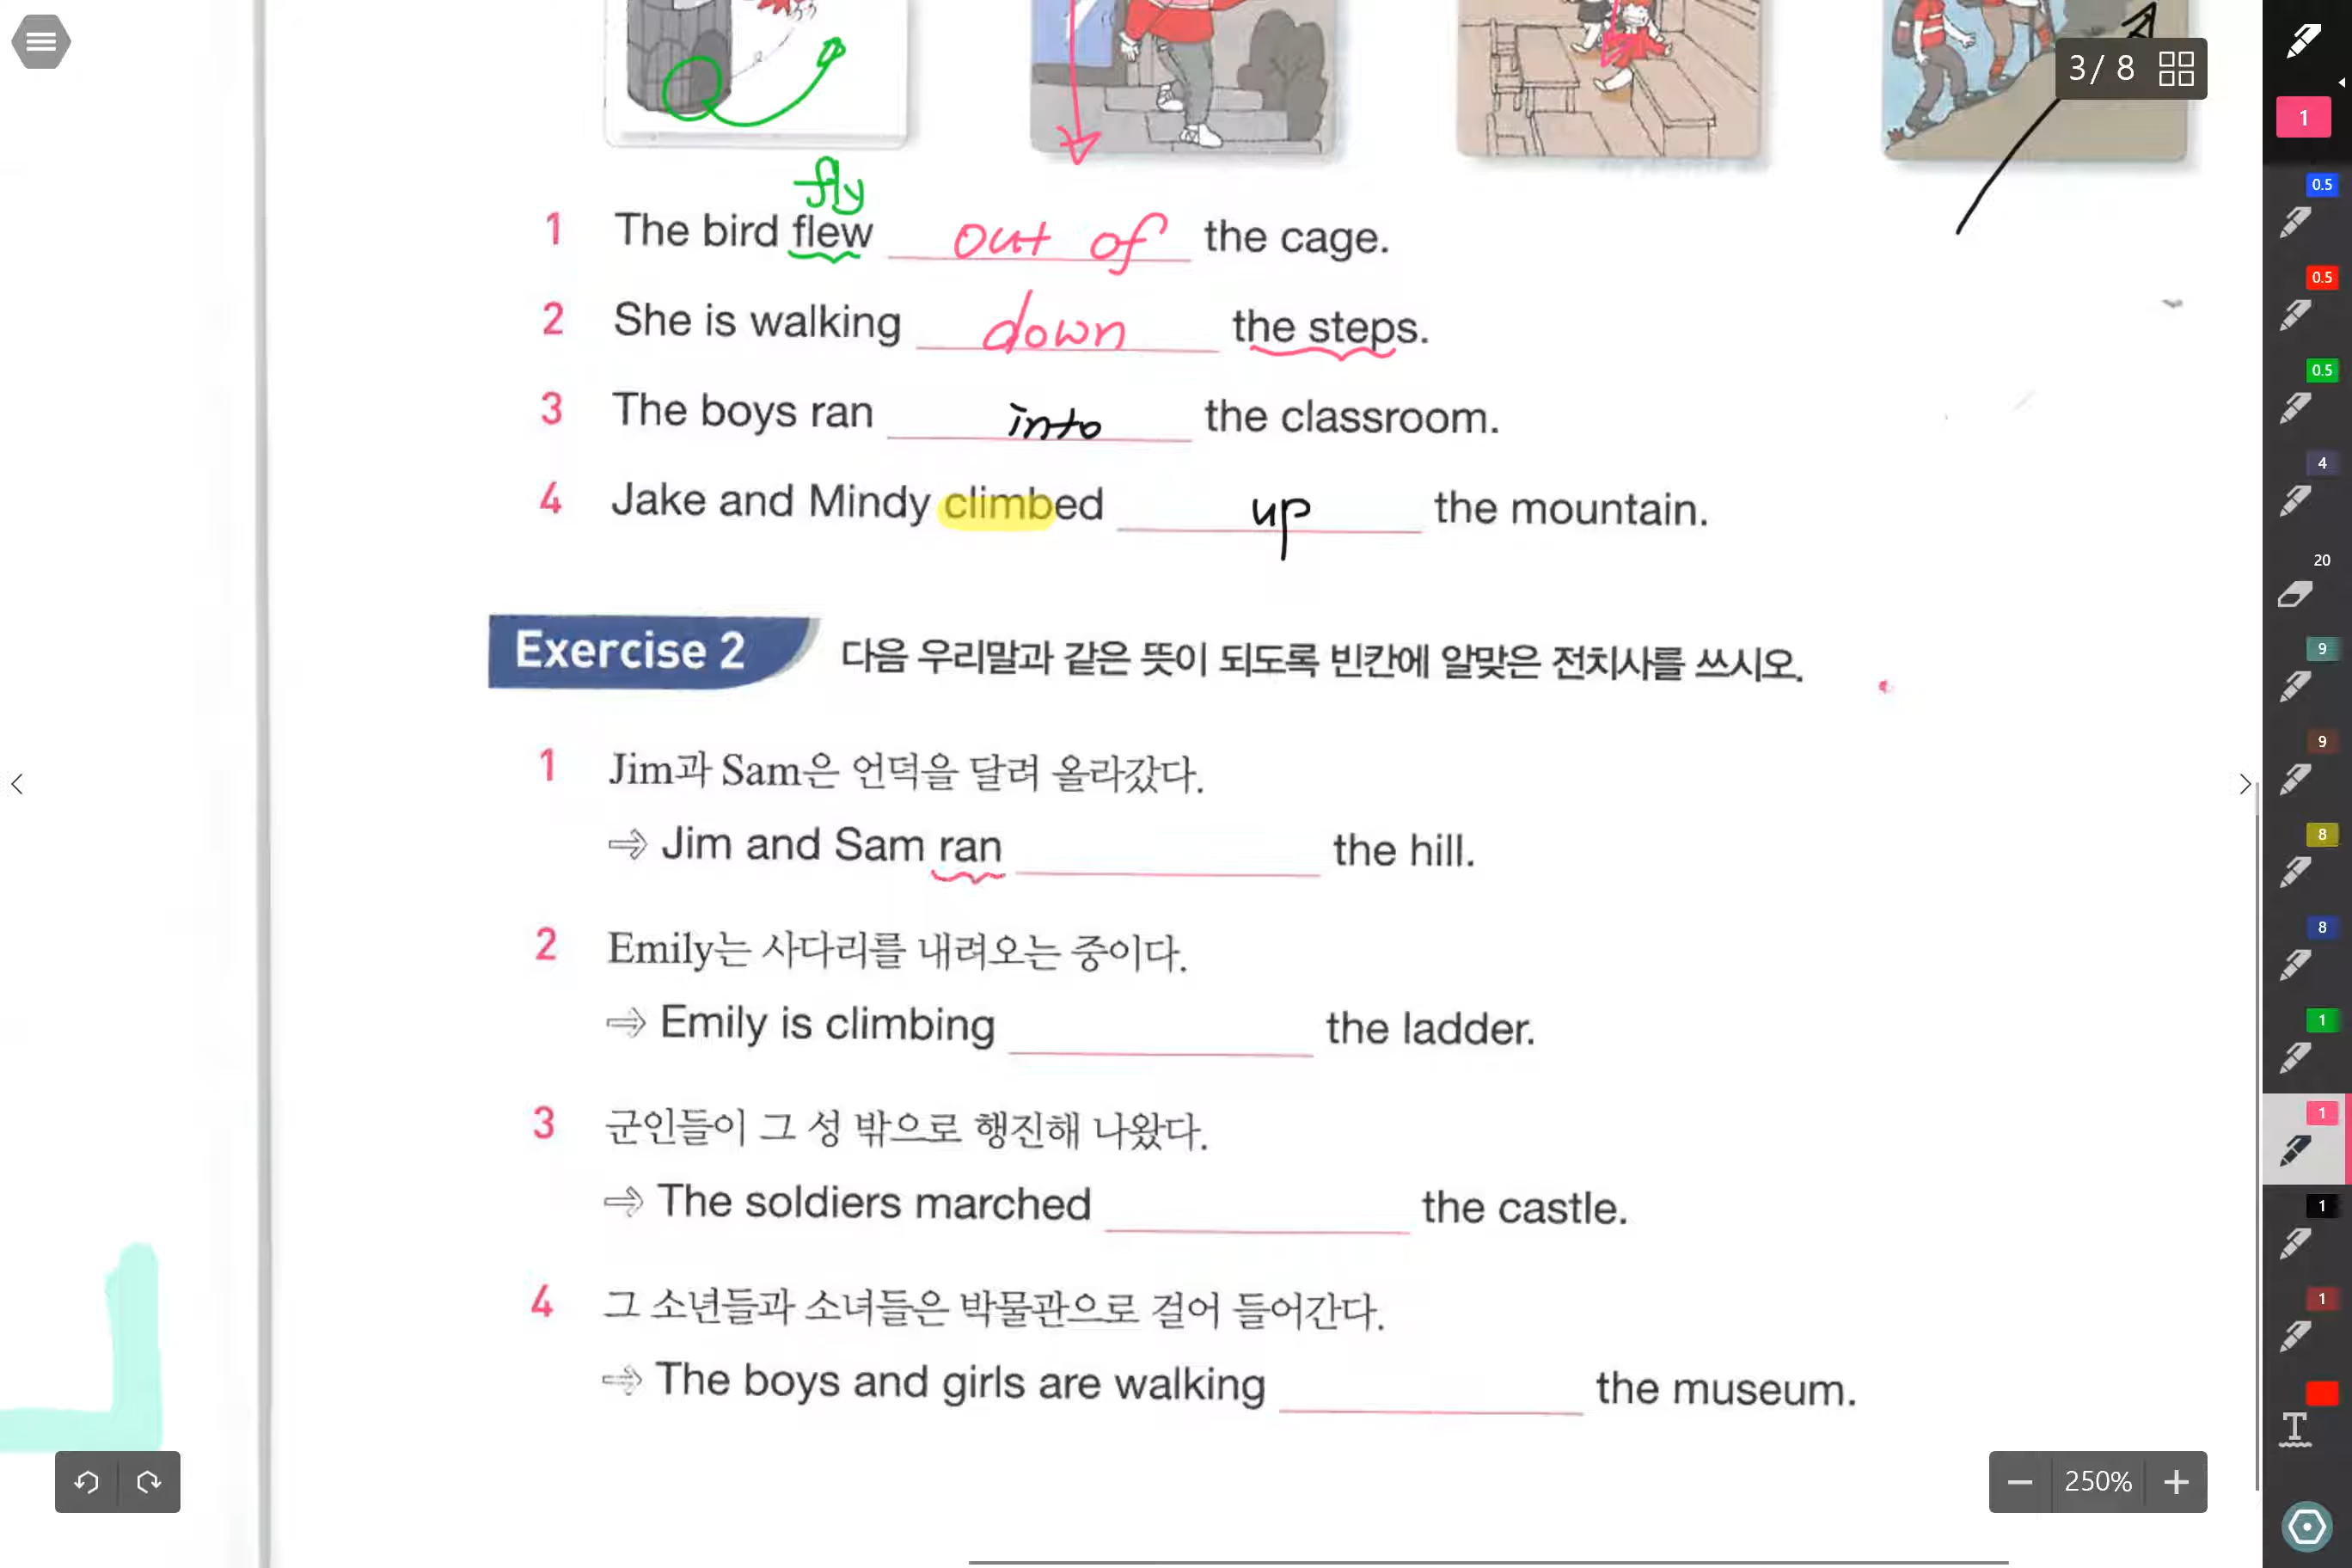 3/ 8
1
0.5
0.5
0.5
4
20
9
9
8
8
1
1
1
1
fly
1 The bird flew out of the cage.
2 She is walking down the steps.
3 The boys ran into the classroom.
4 Jake and Mindy climbed up the mountain.
Exercise 2 다음 우리말과 같은 뜻이 되도록 빈칸에 알맞은 전치사를 쓰시오.
1 Jim과 Sam은 언덕을 달려 올라갔다.
⇨ Jim and Sam ran ____ the hill.
2 Emily는 사다리를 내려오는 중이다.
⇨ Emily is climbing ____ the ladder.
3 군인들이 그 성 밖으로 행진해 나왔다.
⇨ The soldiers marched ____ the castle.
4 그 소년들과 소녀들은 박물관으로 걸어 들어간다.
⇨ The boys and girls are walking ____ the museum.
250%